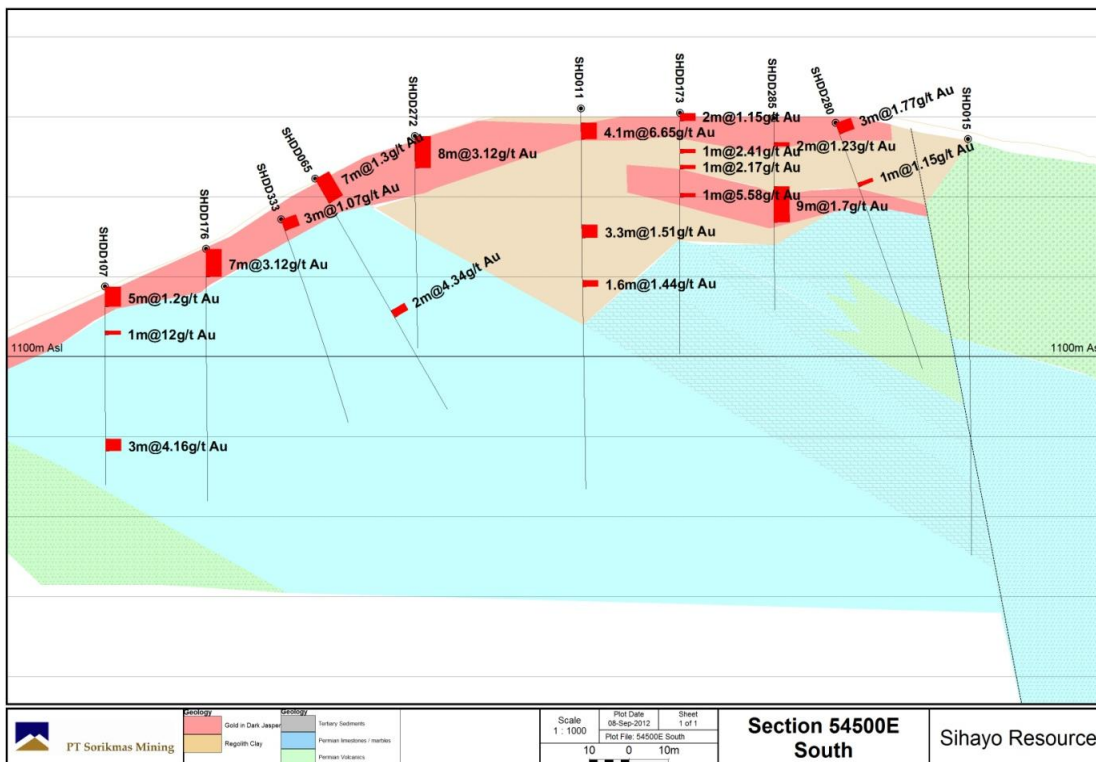 SHDD107
SHDD176
SHDD333
SHDD065
SHDD272
SHD011
SHDD173
SHDD285
SHDD280
SHD015
5m@1.2g/t Au
1m@12g/t Au
3m@4.16g/t Au
7m@3.12g/t Au
3m@1.07g/t Au
7m@1.3g/t Au
2m@4.34g/t Au
8m@3.12g/t Au
4.1m@6.65g/t Au
3.3m@1.51g/t Au
1.6m@1.44g/t Au
2m@1.15g/t Au
1m@2.41g/t Au
1m@2.17g/t Au
1m@5.58g/t Au
2m@1.23g/t Au
9m@1.7g/t Au
3m@1.77g/t Au
1m@1.15g/t Au
1100m Asl
1100m Asl
PT Sorikmas Mining
Geology
Gold in Dark Jasper
Regolith Clay
Geology
Tertiary Sediments
Permian limestones / marbles
Permian Volcanics
Scale
1 : 1000
Plot Date
08-Sep-2012
Sheet
1 of 1
Plot File: 54500E South
10 0 10m
Section 54500E
South
Sihayo Resource